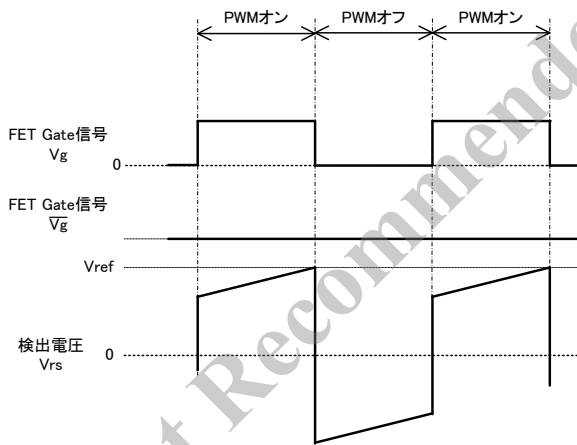 PWMオン PWMオフ PWMオン
FET Gate信号
Vg
0
FET Gate信号
Vg
Vref
検出電圧
Vrs
0
t Recommende